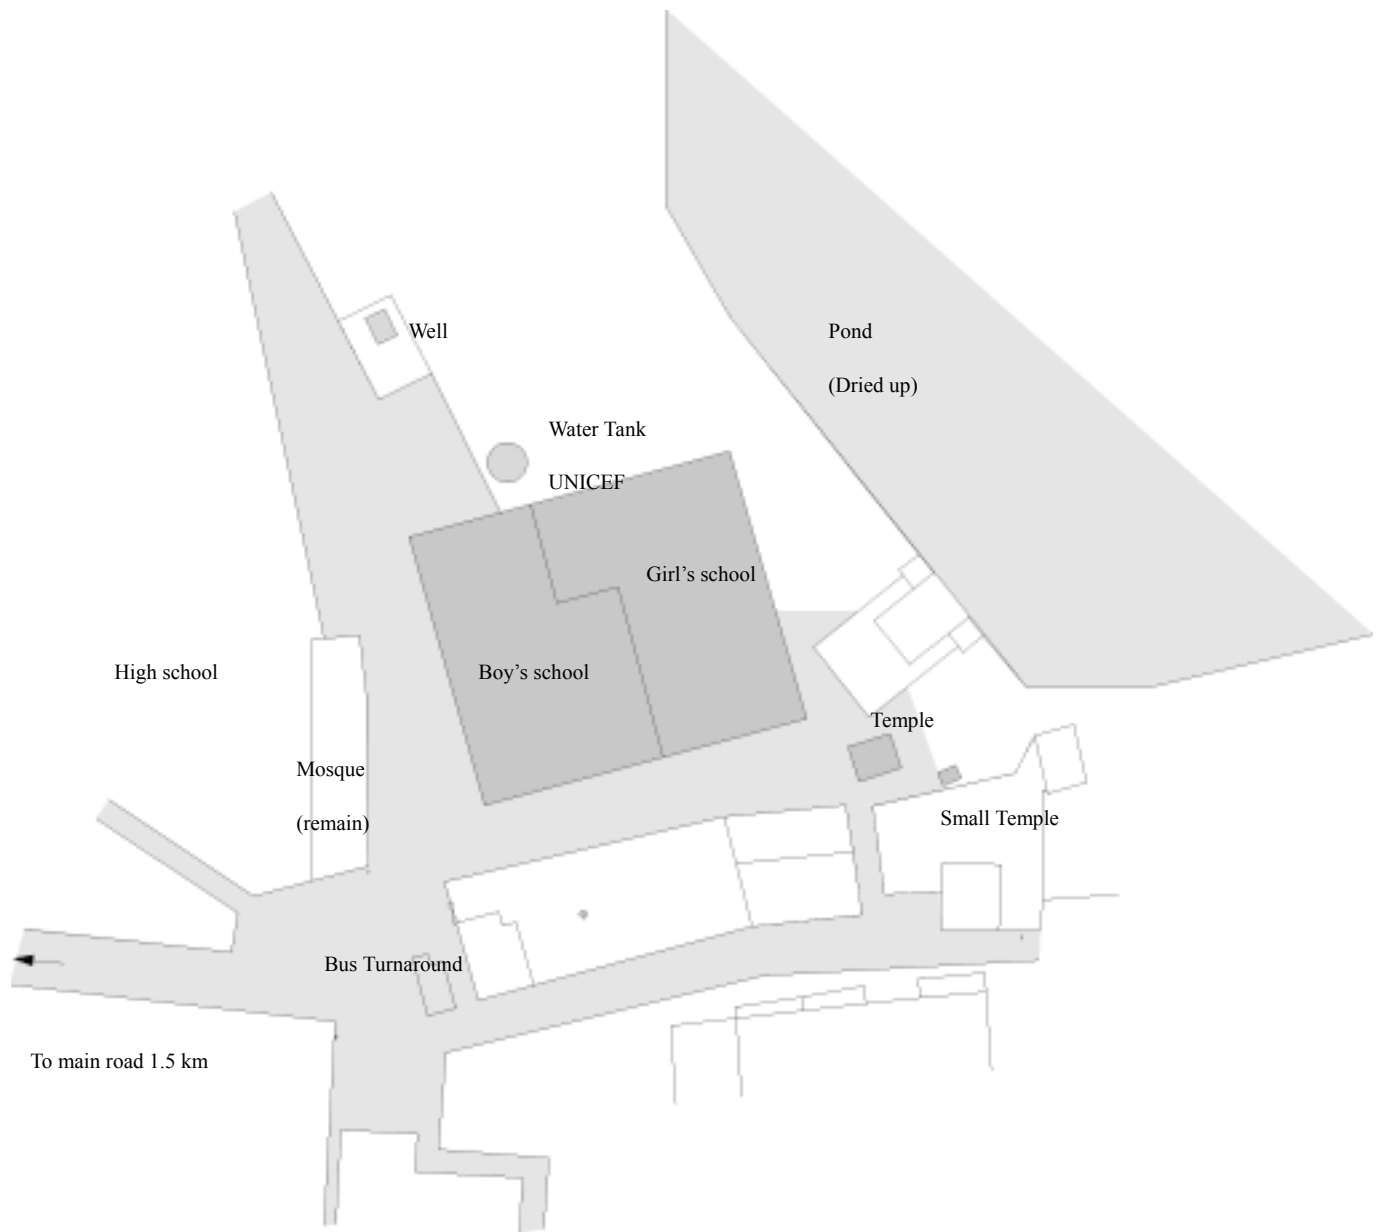 Well
Pond
(Dried up)
Water Tank
UNICEF
Girl’s school
High school
Boy’s school
Temple
Mosque
(remain)
Small Temple
Bus Turnaround
To main road 1.5 km